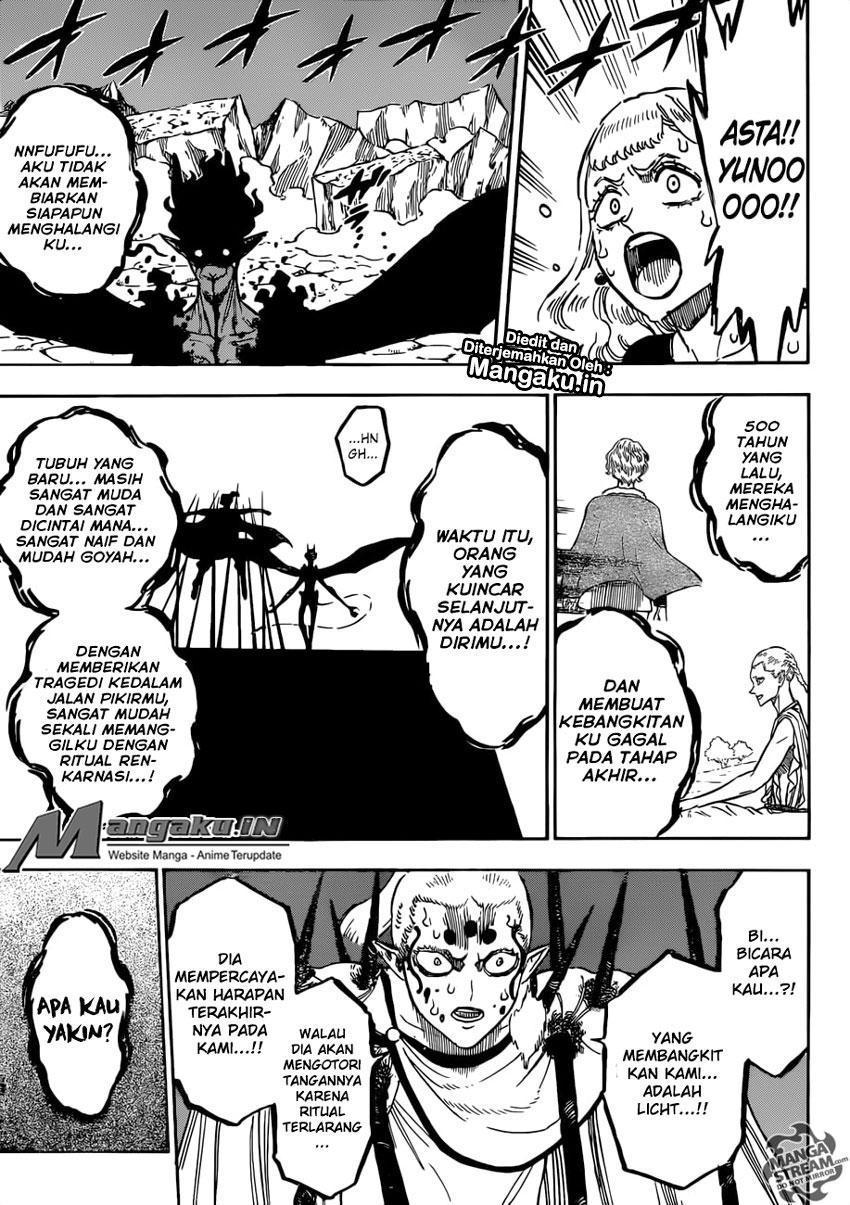 ASTA!!
YUNOO
OOO!!
NNFUFUFU...
AKU TIDAK
AKAN MEM-
BIARKAN
SIAPAPUN
MENGHALANGI
KU...
Diedit dan
Diterjemahkan Oleh :
Mangaku.in
500
TAHUN
YANG
LALU,
MEREKA
MENGHA-
LANGIKU
...
DAN
MEMBUAT
KEBANGKITAN
KU GAGAL
PADA TAHAP
AKHIR...
WAKTU ITU,
ORANG
YANG
KUINCAR
SELANJUT-
NYA ADALAH
DIRIMU...!
...HN
GH...
TUBUH YANG
BARU... MASIH
SANGAT MUDA
DAN SANGAT
DICINTAI MANA...
SANGAT NAIF DAN
MUDAH GOYAH...
DENGAN
MEMBERIKAN
TRAGEDI KEDALAM
JALAN PIKIRMU,
SANGAT MUDAH
SEKALI MEMANG-
GILKU DENGAN
RITUAL REN-
KARNASI...!
Mangaku.iN
Website Manga - Anime Terupdate
BI...
BICARA
APA
KAU...?!
YANG
MEMBANGKIT
KAN KAMI...
ADALAH
LICHT...!!
WALAU
DIA AKAN
MENGOTORI
TANGANNYA
KARENA
RITUAL
TERLARANG
...
DIA
MEMPERCAYA-
KAN HARAPAN
TERAKHIR-
NYA PADA
KAMI...!!
APA KAU
YAKIN?
MANGA
STREAM.com
DO NOT MIRROR